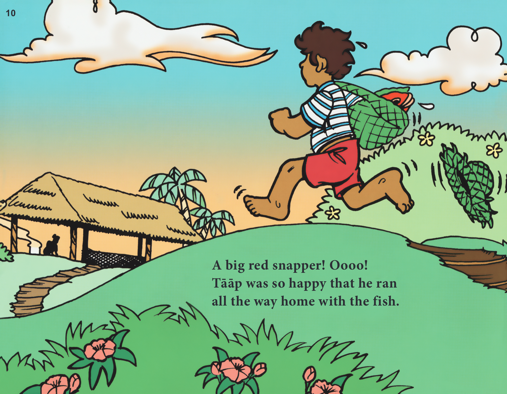 10
A big red snapper! Oooo!
Tāāp was so happy that he ran
all the way home with the fish.